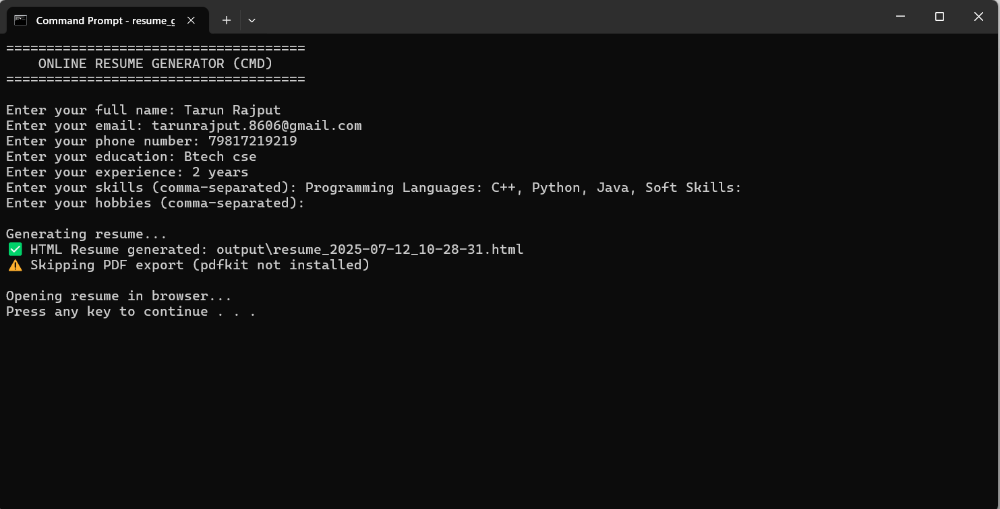 Command Prompt - resume_g
=====================================
ONLINE RESUME GENERATOR (CMD)
=====================================
Enter your full name: Tarun Rajput
Enter your email: tarunrajput.8606@gmail.com
Enter your phone number: 79817219219
Enter your education: Btech cse
Enter your experience: 2 years
Enter your skills (comma-separated): Programming Languages: C++, Python, Java, Soft Skills:
Enter your hobbies (comma-separated):
Generating resume...
✅ HTML Resume generated: output\resume_2025-07-12_10-28-31.html
⚠️ Skipping PDF export (pdfkit not installed)
Opening resume in browser...
Press any key to continue . . .